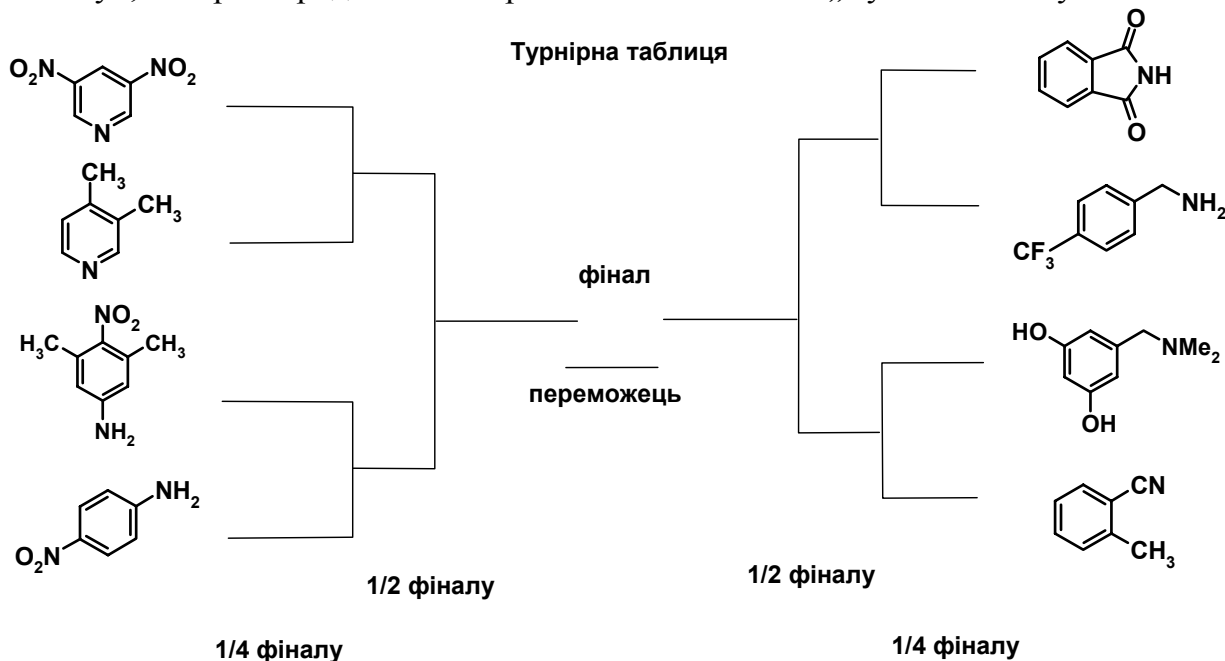 Турнірна таблиця
O₂N NO₂
N
CH₃
CH₃
N
NO₂
H₃C CH₃
NH₂
NH₂
O₂N
фінал
переможець
1/2 фіналу
1/4 фіналу
O
NH
O
NH₂
CF₃
HO
NMe₂
OH
CN
CH₃
1/2 фіналу
1/4 фіналу